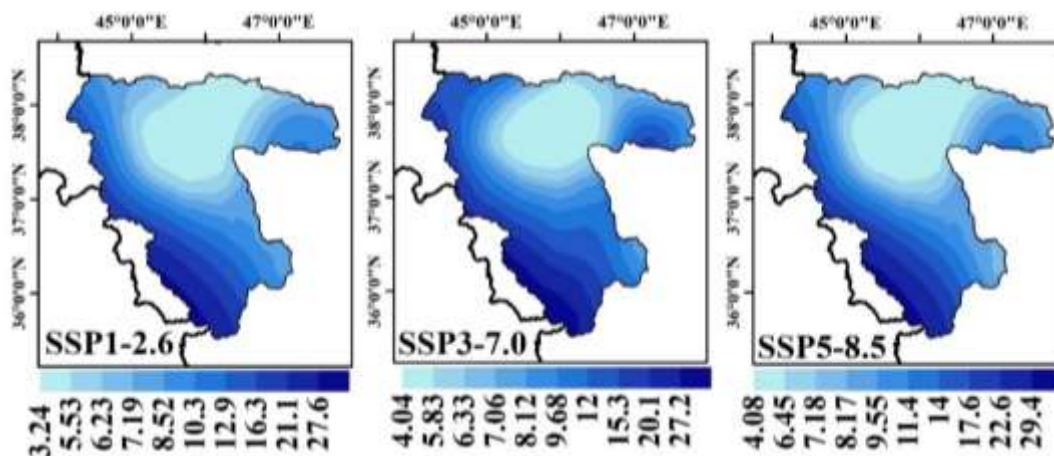 45°0'0"E 47°0'0"E 45°0'0"E 47°0'0"E 45°0'0"E 47°0'0"E
38°0'0"N 38°0'0"N 38°0'0"N
37°0'0"N 37°0'0"N 37°0'0"N
36°0'0"N 36°0'0"N 36°0'0"N
SSP1-2.6 SSP3-7.0 SSP5-8.5
3.24 5.53 6.23 7.19 8.52 10.3 12.9 16.3 21.1 27.6
4.04 5.83 6.33 7.06 8.12 9.68 12 15.3 20.1 27.2
4.08 6.45 7.18 8.17 9.55 11.4 14 17.6 22.6 29.4